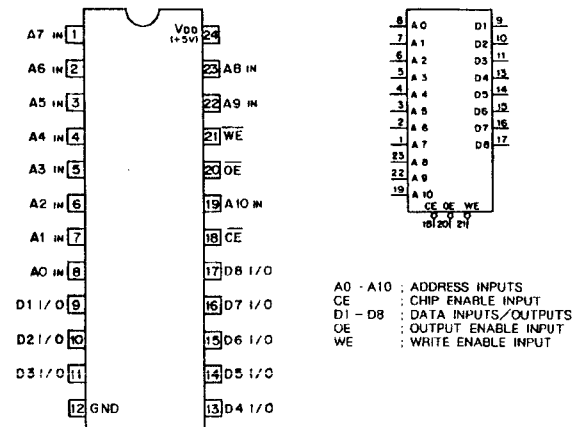 A7 IN 1
A6 IN 2
A5 IN 3
A4 IN 4
A3 IN 5
A2 IN 6
A1 IN 7
A0 IN 8
D1 I/O 9
D2 I/O 10
D3 I/O 11
12 GND
VDD 24
(+5V)
23 A8 IN
22 A9 IN
21 WE
20 OE
19 A10 IN
18 CE
17 D8 I/O
16 D7 I/O
15 D6 I/O
14 D5 I/O
13 D4 I/O
8 A0 D1 9
7 A1 D2 10
6 A2 D3 11
5 A3 D4 13
4 A4 D5 14
3 A5 D6 15
2 A6 D7 16
1 A7 D8 17
23 A8
22 A9
19 A10
CE OE WE
18 20 21
A0 - A10 ; ADDRESS INPUTS
CE ; CHIP ENABLE INPUT
D1 - D8 ; DATA INPUTS/OUTPUTS
OE ; OUTPUT ENABLE INPUT
WE ; WRITE ENABLE INPUT